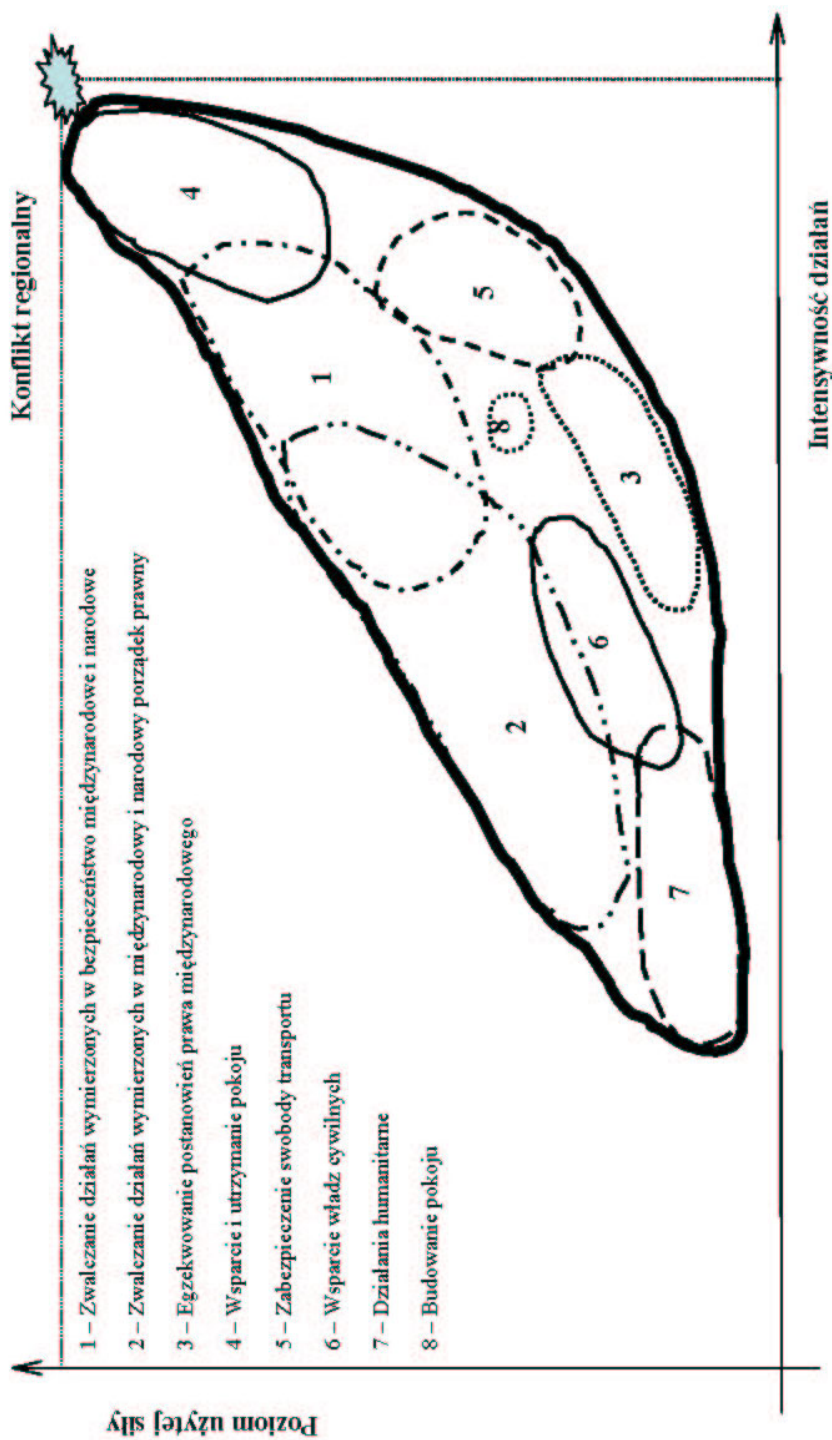 Konflikt regionalny
1 – Zwalczanie działań wymierzonych w bezpieczeństwo międzynarodowe i narodowe
2 – Zwalczanie działań wymierzonych w międzynarodowy i narodowy porządek prawny
3 – Egzekwowanie postanowień prawa międzynarodowego
4 – Wsparcie i utrzymanie pokoju
5 – Zabezpieczenie swobody transportu
6 – Wsparcie władz cywilnych
7 – Działania humanitarne
8 – Budowanie pokoju
Poziom użytej siły
4
1
5
8
2
3
6
7
Intensywność działań